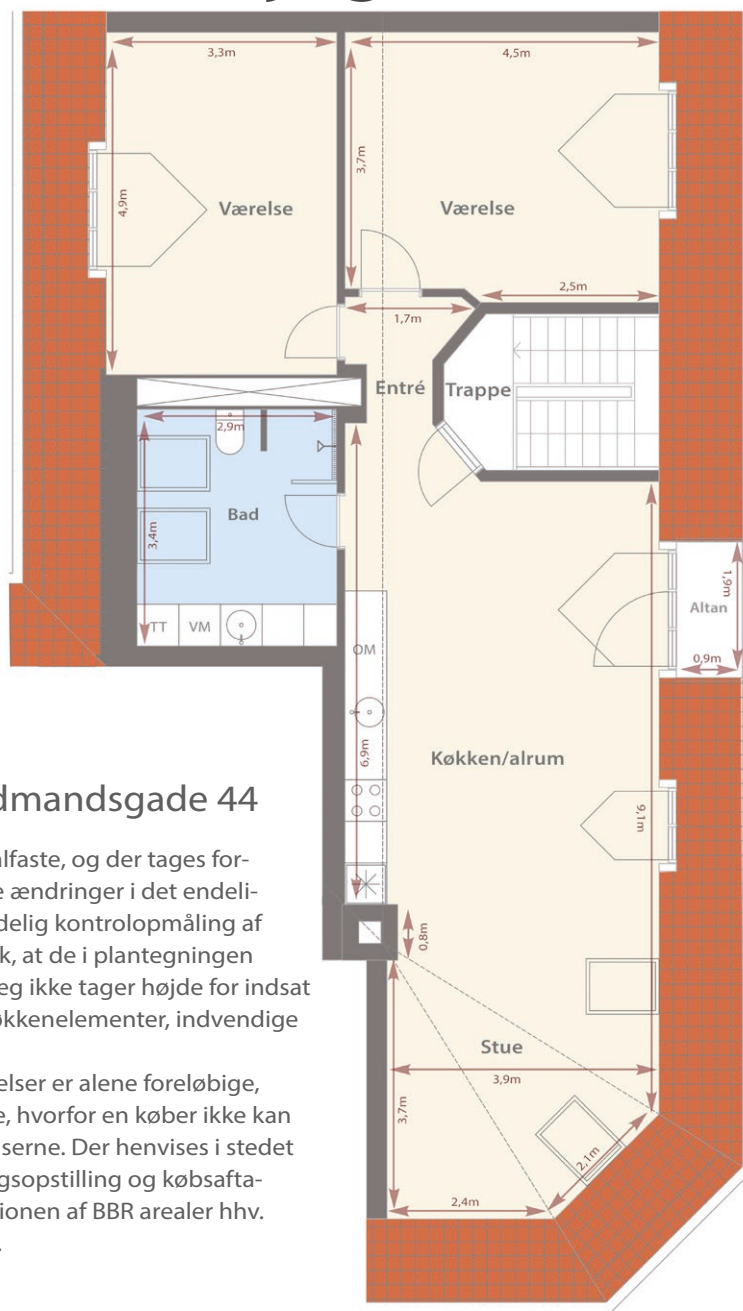 3,3m
4,5m
4,9m
3,7m
Værelse
Værelse
2,5m
1,7m
Entré
Trappe
2,9m
3,4m
Bad
TT
VM
OM
1,9m
Altan
0,9m
6,9m
Køkken/alrum
9,1m
dmandsgade 44
lfaste, og der tages for-
e ændringer i det endeli-
delig kontrolopmåling af
k, at de i plantegningen
eg ikke tager højde for indsat
økkenelementer, indvendige
0,8m
Stue
3,9m
3,7m
2,1m
2,4m
elser er alene foreløbige,
e, hvorfor en køber ikke kan
serne. Der henvises i stedet
gsopstilling og købsafta-
ionen af BBR arealer hhv.
.